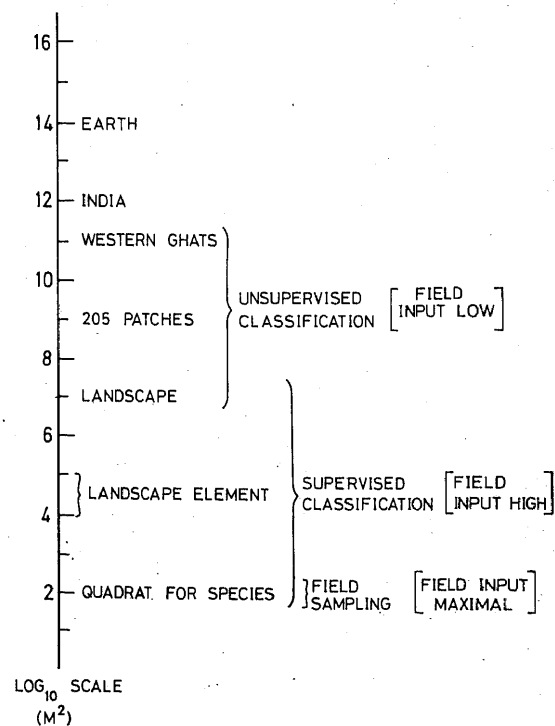 16
14 EARTH
12 INDIA
WESTERN GHATS
10
UNSUPERVISED
CLASSIFICATION
[FIELD
INPUT LOW]
205 PATCHES
8
LANDSCAPE
6
LANDSCAPE ELEMENT
SUPERVISED
CLASSIFICATION
[FIELD
INPUT HIGH]
4
2 QUADRAT FOR SPECIES
FIELD
SAMPLING
[FIELD INPUT
MAXIMAL]
LOG₁₀ SCALE
(M²)